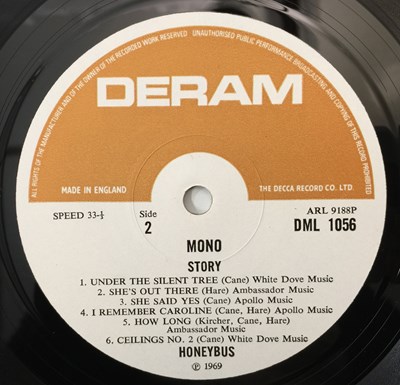 ALL RIGHTS OF THE MANUFACTURER AND OF THE OWNER OF THE RECORDED WORK RESERVED UNAUTHORISED PUBLIC PERFORMANCE BROADCASTING AND COPYING OF THIS RECORD PROHIBITED
DERAM
MADE IN ENGLAND
THE DECCA RECORD CO. LTD.
SPEED 33-⅓
Side
2
ARL 9188P
DML 1056
MONO
STORY
1. UNDER THE SILENT TREE (Cane) White Dove Music
2. SHE'S OUT THERE (Hare) Ambassador Music
3. SHE SAID YES (Cane) Apollo Music
4. I REMEMBER CAROLINE (Cane, Hare) Apollo Music
5. HOW LONG (Kircher, Cane, Hare)
Ambassador Music
6. CEILINGS NO. 2 (Cane) White Dove Music
HONEYBUS
℗ 1969